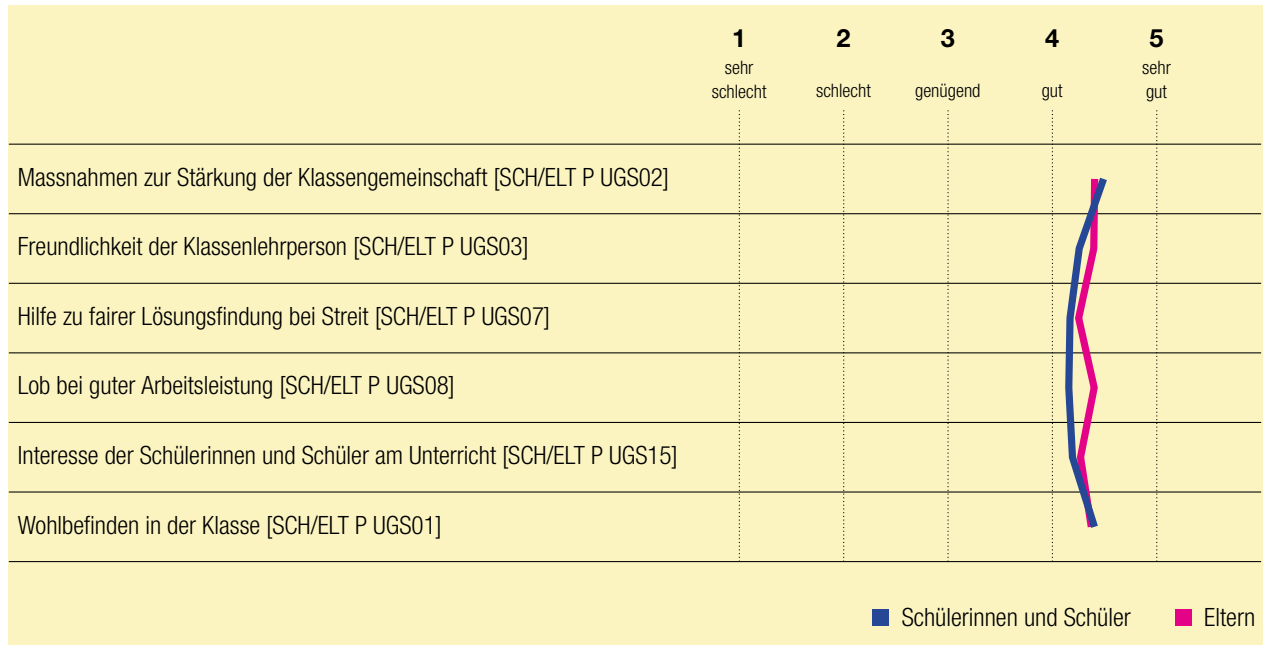 1 2 3 4 5
sehr schlecht schlecht genügend gut sehr gut
Massnahmen zur Stärkung der Klassengemeinschaft [SCH/ELT P UGS02]
Freundlichkeit der Klassenlehrperson [SCH/ELT P UGS03]
Hilfe zu fairer Lösungsfindung bei Streit [SCH/ELT P UGS07]
Lob bei guter Arbeitsleistung [SCH/ELT P UGS08]
Interesse der Schülerinnen und Schüler am Unterricht [SCH/ELT P UGS15]
Wohlbefinden in der Klasse [SCH/ELT P UGS01]
Schülerinnen und Schüler Eltern